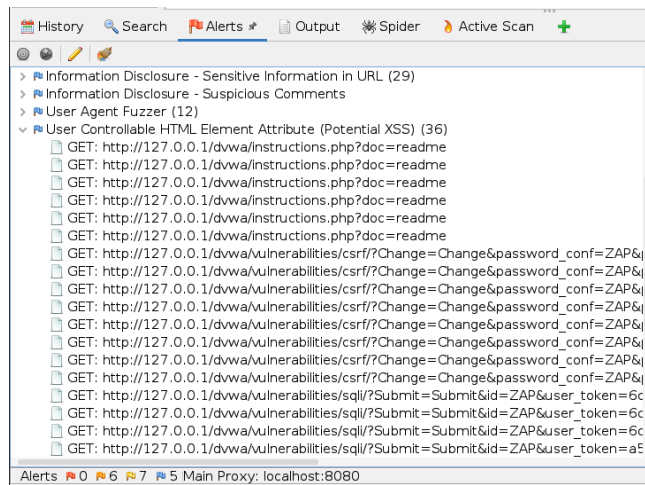 History Search Alerts Output Spider Active Scan
Information Disclosure - Sensitive Information in URL (29)
Information Disclosure - Suspicious Comments
User Agent Fuzzer (12)
User Controllable HTML Element Attribute (Potential XSS) (36)
GET: http://127.0.0.1/dvwa/instructions.php?doc=readme
GET: http://127.0.0.1/dvwa/instructions.php?doc=readme
GET: http://127.0.0.1/dvwa/instructions.php?doc=readme
GET: http://127.0.0.1/dvwa/instructions.php?doc=readme
GET: http://127.0.0.1/dvwa/instructions.php?doc=readme
GET: http://127.0.0.1/dvwa/instructions.php?doc=readme
GET: http://127.0.0.1/dvwa/vulnerabilities/csrf/?Change=Change&password_conf=ZAP&p
GET: http://127.0.0.1/dvwa/vulnerabilities/csrf/?Change=Change&password_conf=ZAP&p
GET: http://127.0.0.1/dvwa/vulnerabilities/csrf/?Change=Change&password_conf=ZAP&p
GET: http://127.0.0.1/dvwa/vulnerabilities/csrf/?Change=Change&password_conf=ZAP&p
GET: http://127.0.0.1/dvwa/vulnerabilities/csrf/?Change=Change&password_conf=ZAP&p
GET: http://127.0.0.1/dvwa/vulnerabilities/csrf/?Change=Change&password_conf=ZAP&p
GET: http://127.0.0.1/dvwa/vulnerabilities/csrf/?Change=Change&password_conf=ZAP&p
GET: http://127.0.0.1/dvwa/vulnerabilities/csrf/?Change=Change&password_conf=ZAP&p
GET: http://127.0.0.1/dvwa/vulnerabilities/sqli/?Submit=Submit&id=ZAP&user_token=6c
GET: http://127.0.0.1/dvwa/vulnerabilities/sqli/?Submit=Submit&id=ZAP&user_token=6c
GET: http://127.0.0.1/dvwa/vulnerabilities/sqli/?Submit=Submit&id=ZAP&user_token=6c
GET: http://127.0.0.1/dvwa/vulnerabilities/sqli/?Submit=Submit&id=ZAP&user_token=a5
Alerts 0 6 7 5 Main Proxy: localhost:8080